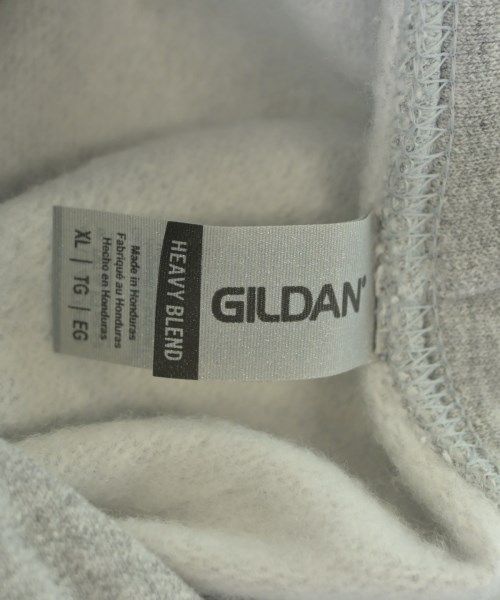 GILDAN®
HEAVY BLEND
Made in Honduras
Fabriqué au Honduras
Hecho en Honduras
XL | TG | EG